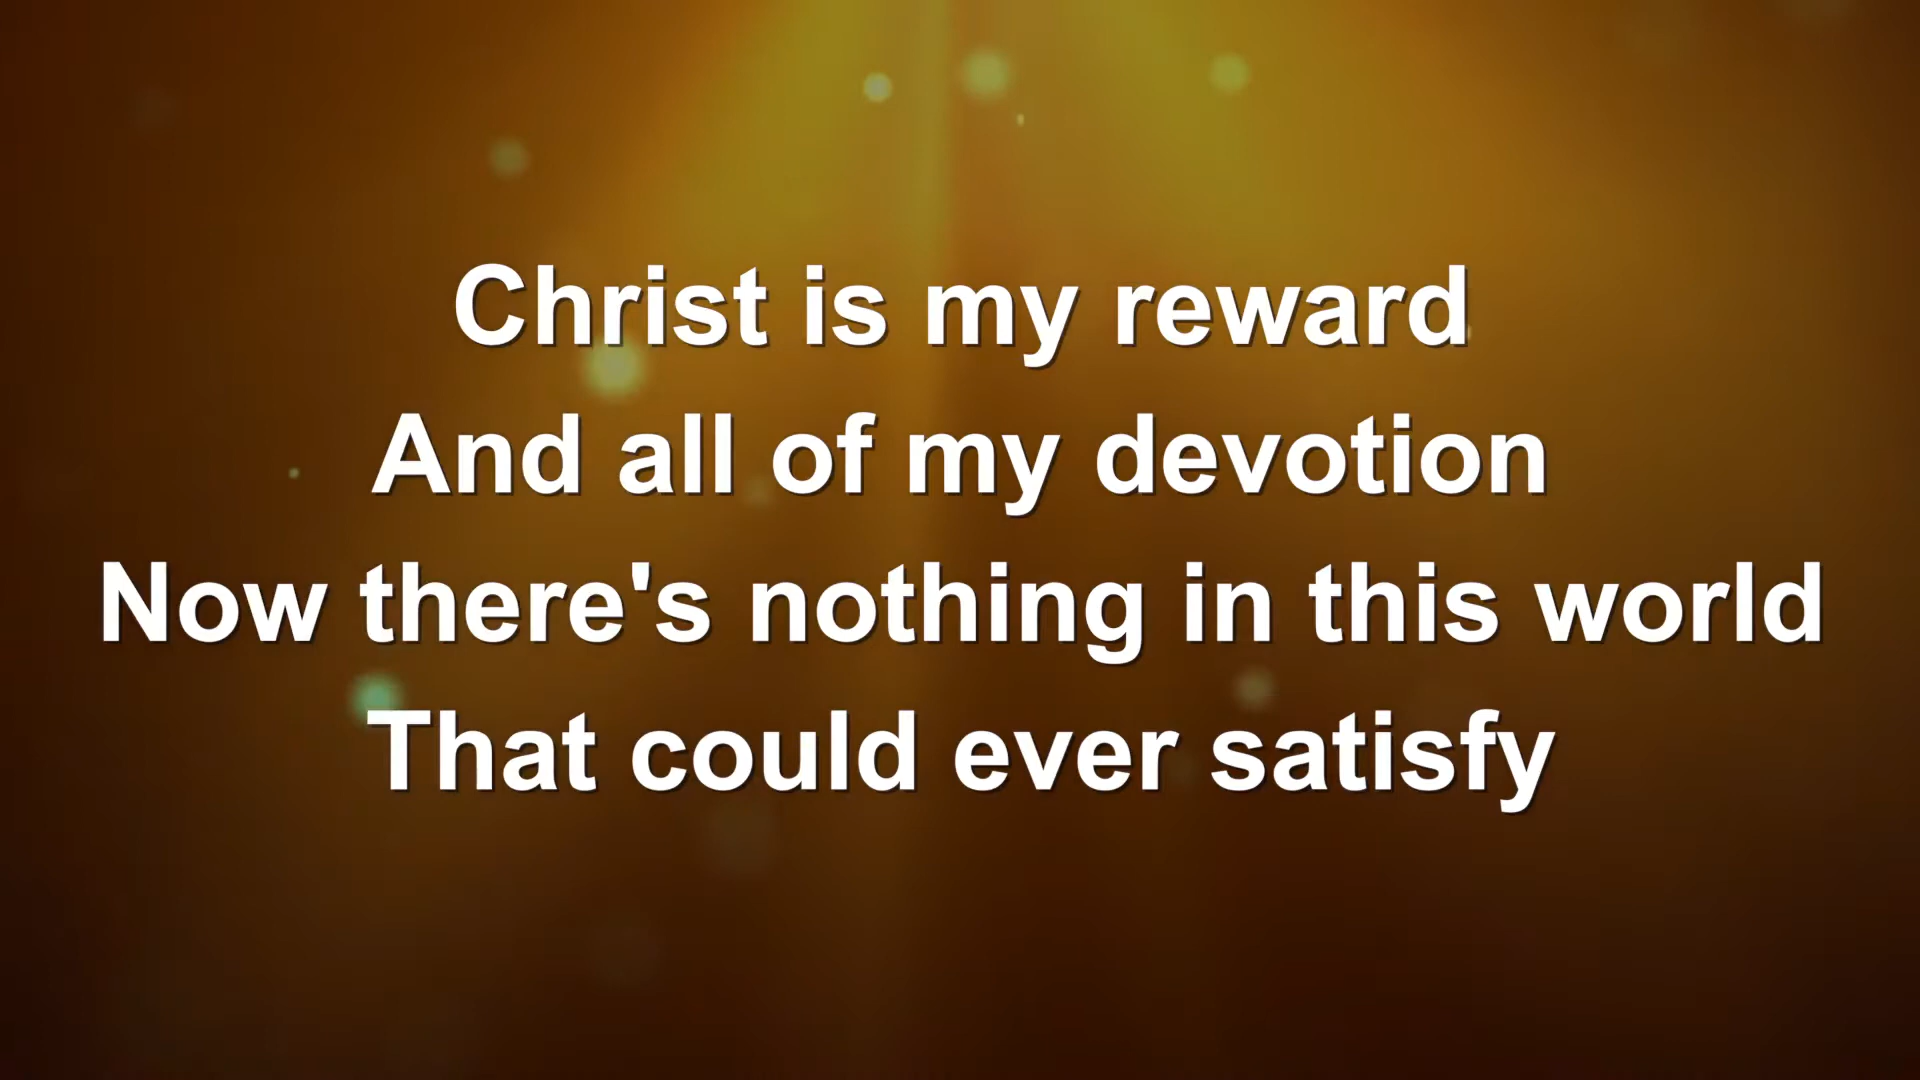 Christ is my reward
And all of my devotion
Now there's nothing in this world
That could ever satisfy